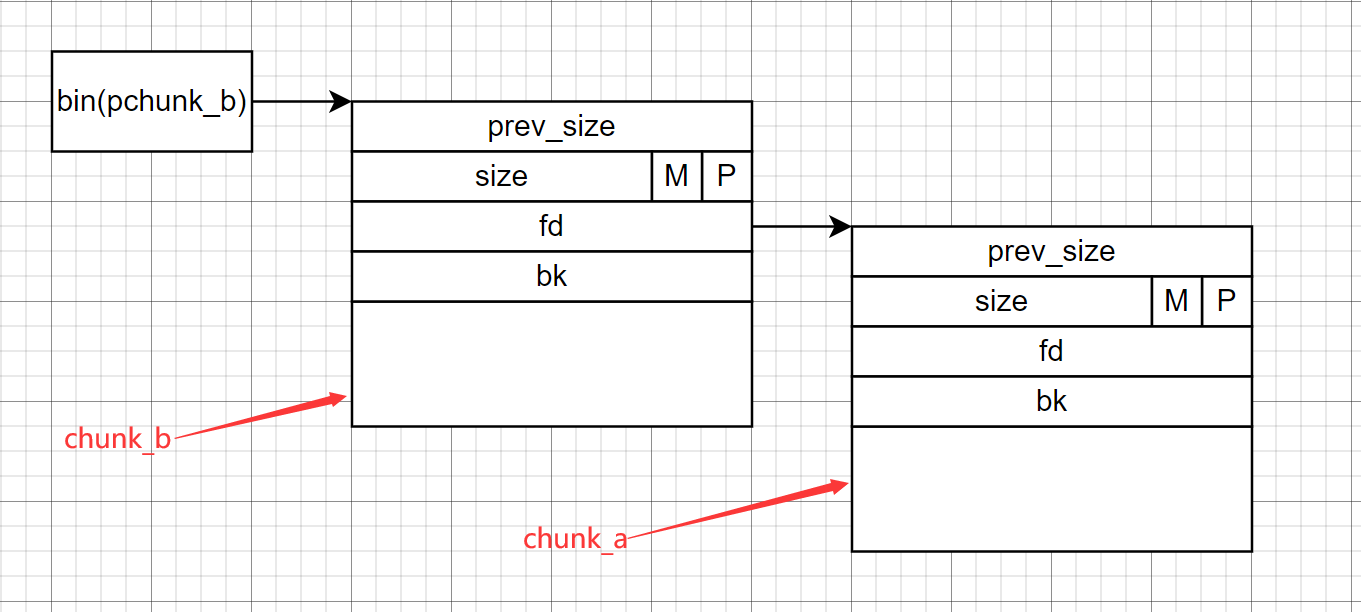 bin(pchunk_b)
prev_size
size M P
fd
bk
chunk_b
prev_size
size M P
fd
bk
chunk_a